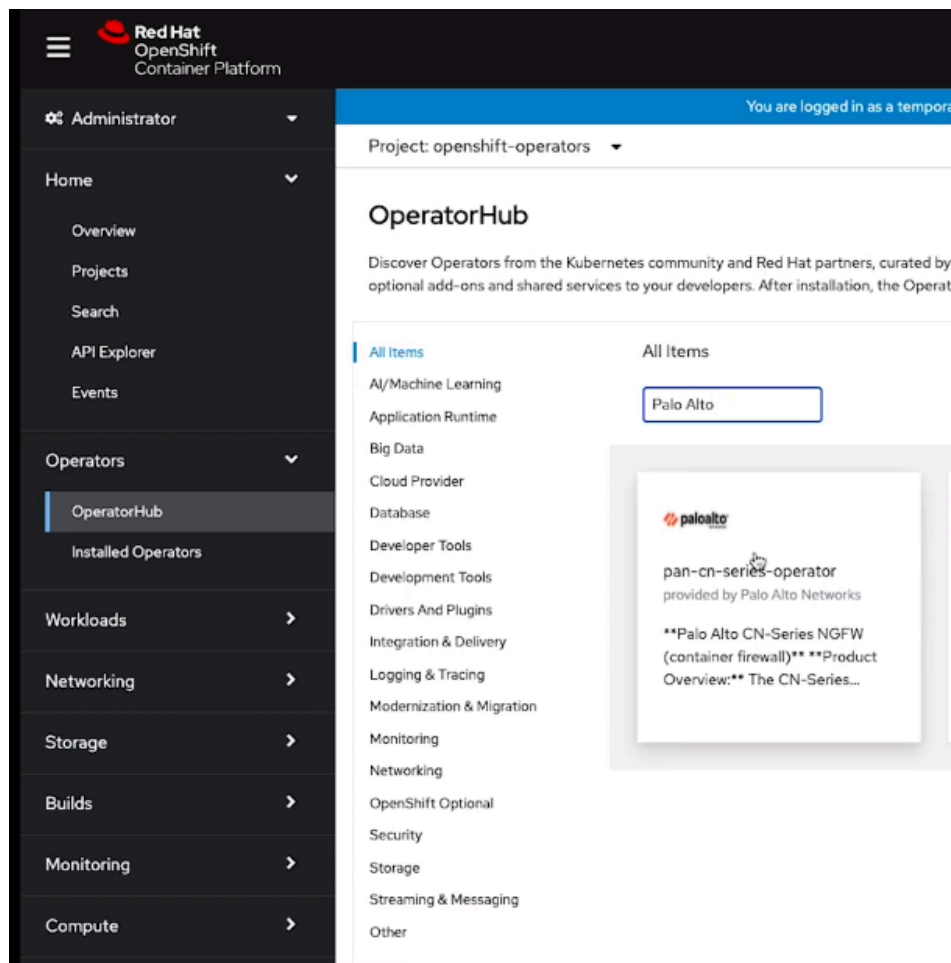 Red Hat
OpenShift
Container Platform
Administrator
You are logged in as a tempora
Project: openshift-operators
Home
Overview
Projects
Search
API Explorer
Events
Operators
OperatorHub
Installed Operators
Workloads
Networking
Storage
Builds
Monitoring
Compute
OperatorHub
Discover Operators from the Kubernetes community and Red Hat partners, curated by
optional add-ons and shared services to your developers. After installation, the Operat
All Items
AI/Machine Learning
Application Runtime
Big Data
Cloud Provider
Database
Developer Tools
Development Tools
Drivers And Plugins
Integration & Delivery
Logging & Tracing
Modernization & Migration
Monitoring
Networking
OpenShift Optional
Security
Storage
Streaming & Messaging
Other
All Items
Palo Alto
paloalto
pan-cn-series-operator
provided by Palo Alto Networks
**Palo Alto CN-Series NGFW
(container firewall)** **Product
Overview:** The CN-Series...